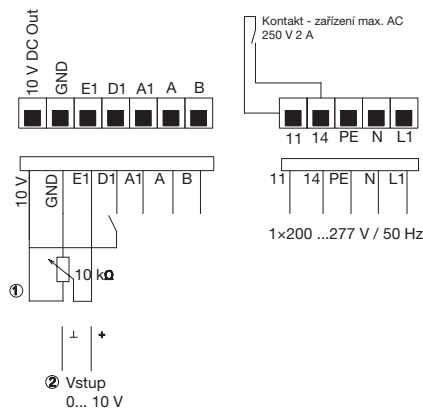 10 V DC Out GND E1 D1 A1 A B
Kontakt - zařízení max. AC
250 V 2 A
11 14 PE N L1
10 V GND E1 D1 A1 A B
11 14 PE N L1
1×200 ...277 V / 50 Hz
10 kΩ
①
⊥ +
② Vstup
0... 10 V